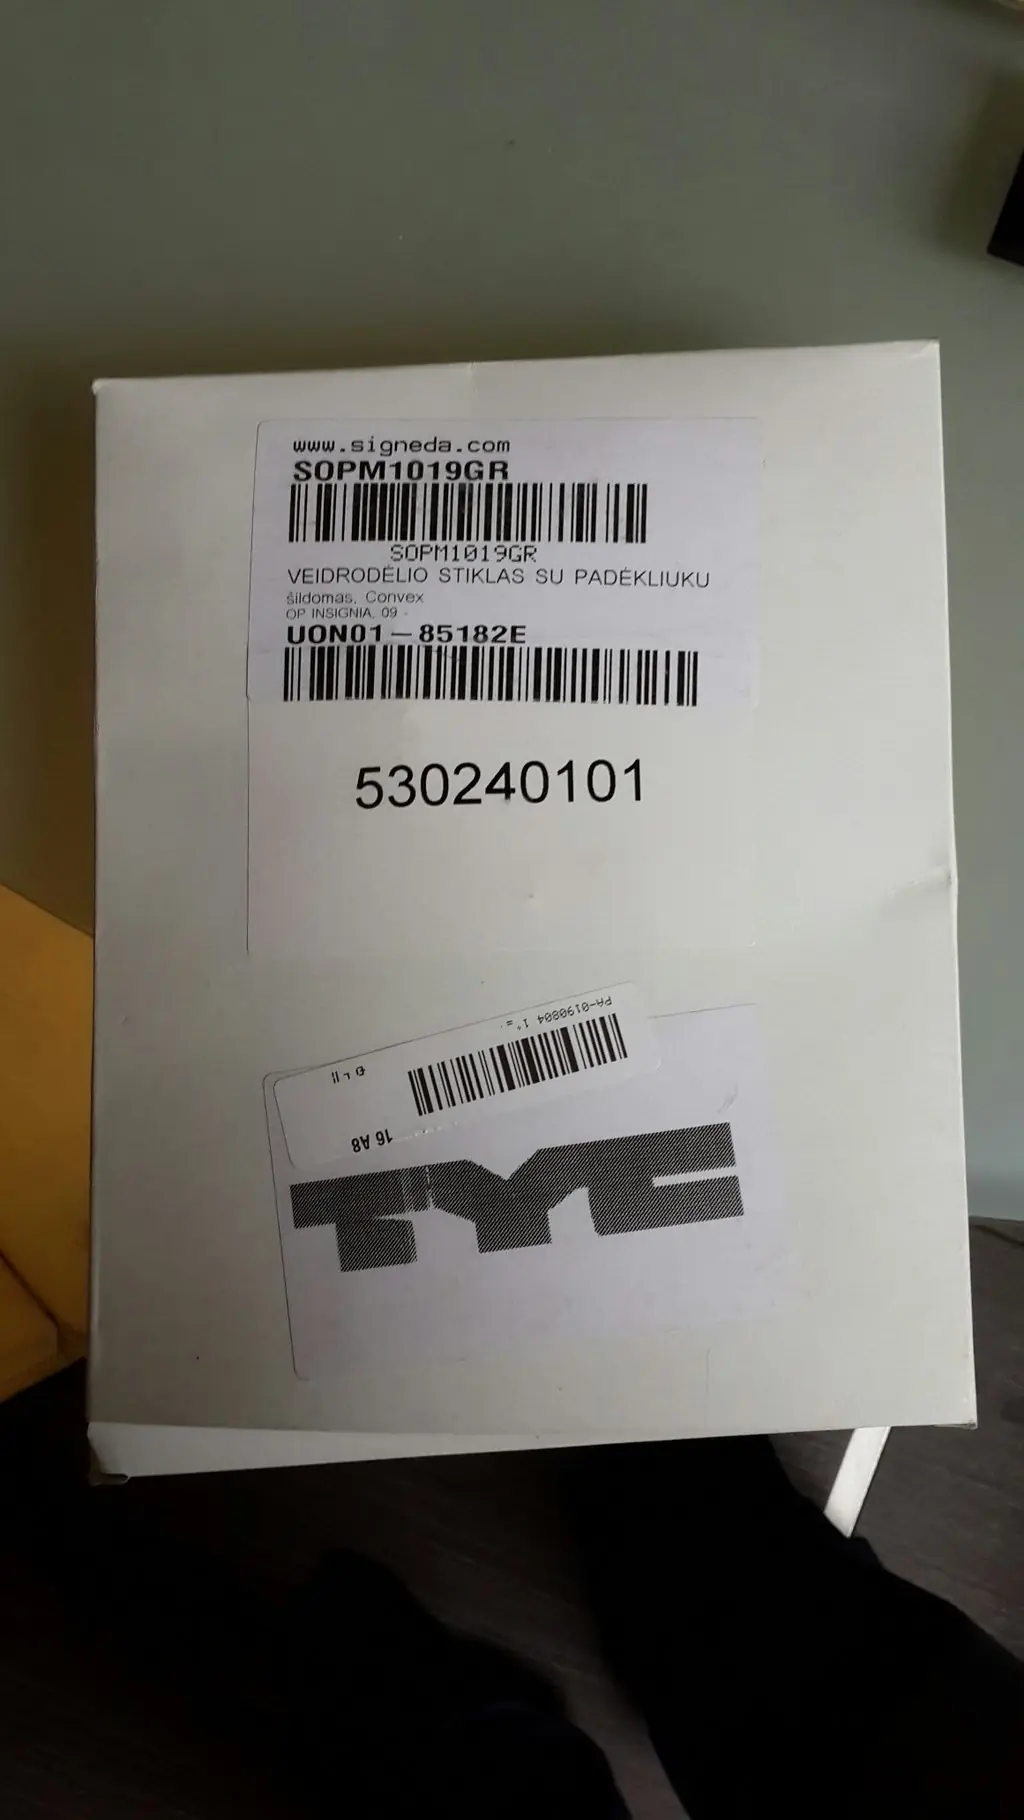 www.signeda.com
SOPM1019GR
SOPM1019GR
VEIDRODĖLIO STIKLAS SU PADĖKLIUKU
šildomas, Convex
OP INSIGNIA, 09 -
UON01-85182E
530240101
PA-0190804 1"
16 A8
TYC